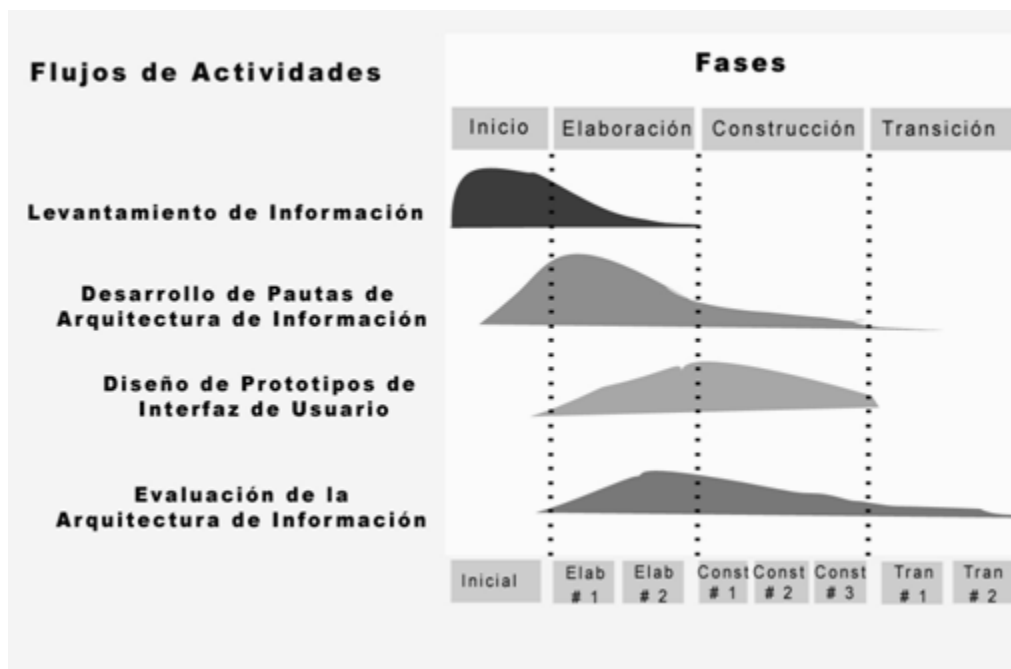 Flujos de Actividades
Fases
Inicio
Elaboración
Construcción
Transición
Levantamiento de Información
Desarrollo de Pautas de
Arquitectura de Información
Diseño de Prototipos de
Interfaz de Usuario
Evaluación de la
Arquitectura de Información
Inicial
Elab
# 1
Elab
# 2
Const
# 1
Const
# 2
Const
# 3
Tran
# 1
Tran
# 2